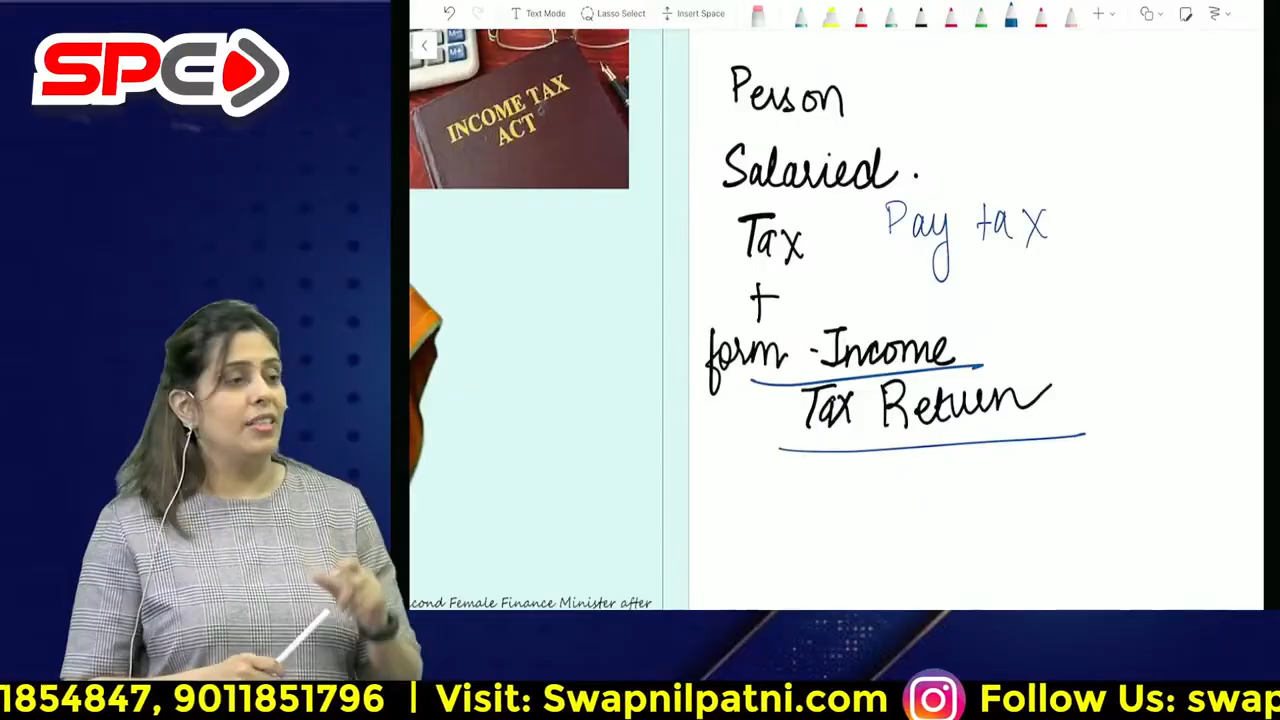 SPC
Text Mode
Lasso Select
Insert Space
INCOME TAX
ACT
Person
Salaried.
Tax
Pay tax
+
form - Income
Tax Return
cond Female Finance Minister after
1854847, 9011851796 | Visit: Swapnilpatni.com Follow Us: swap